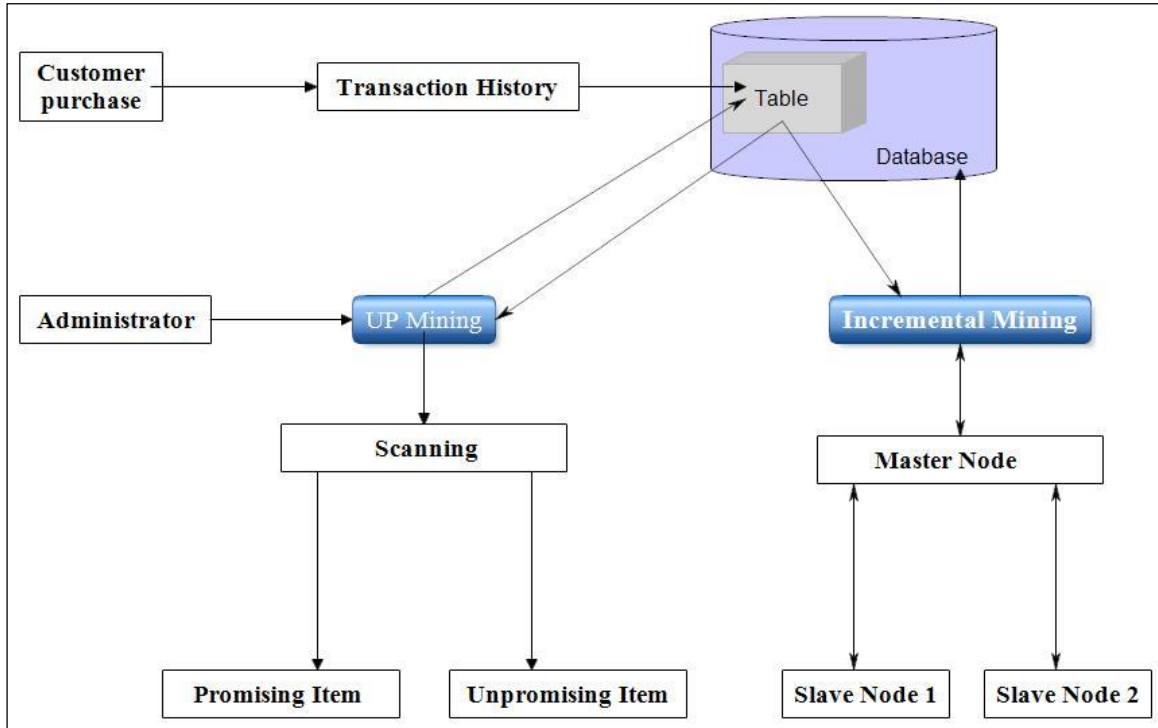 Customer
purchase
Transaction History
Table
Database
Administrator
UP Mining
Incremental Mining
Scanning
Master Node
Promising Item
Unpromising Item
Slave Node 1
Slave Node 2